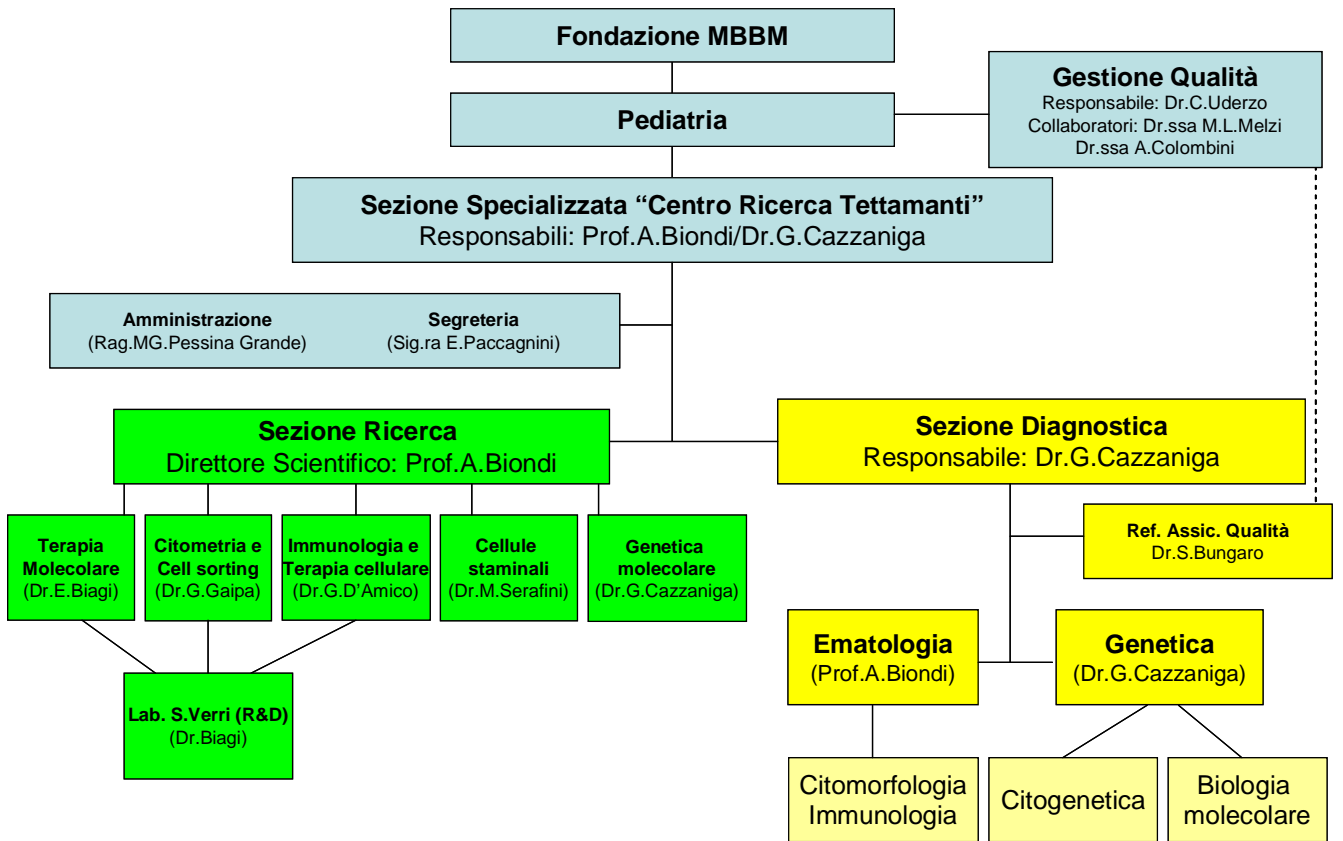 Fondazione MBBM
Gestione Qualità
Responsabile: Dr.C.Uderzo
Collaboratori: Dr.ssa M.L.Melzi
Dr.ssa A.Colombini
Pediatria
Sezione Specializzata “Centro Ricerca Tettamanti”
Responsabili: Prof.A.Biondi/Dr.G.Cazzaniga
Amministrazione
(Rag.MG.Pessina Grande)
Segreteria
(Sig.ra E.Paccagnini)
Sezione Ricerca
Direttore Scientifico: Prof.A.Biondi
Sezione Diagnostica
Responsabile: Dr.G.Cazzaniga
Terapia
Molecolare
(Dr.E.Biagi)
Citometria e
Cell sorting
(Dr.G.Gaipa)
Immunologia e
Terapia cellulare
(Dr.G.D’Amico)
Cellule
staminali
(Dr.M.Serafini)
Genetica
molecolare
(Dr.G.Cazzaniga)
Ref. Assic. Qualità
Dr.S.Bungaro
Lab. S.Verri (R&D)
(Dr.Biagi)
Ematologia
(Prof.A.Biondi)
Genetica
(Dr.G.Cazzaniga)
Citomorfologia
Immunologia
Citogenetica
Biologia
molecolare